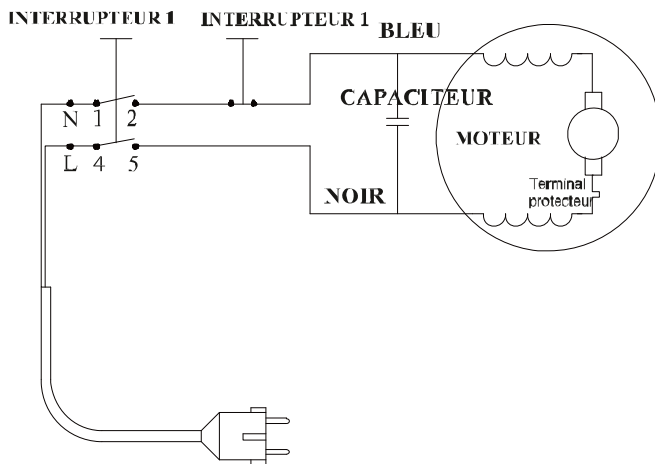 INTERRUPTEUR 1
INTERRUPTEUR 1
BLEU
CAPACITEUR
N 1 2
MOTEUR
L 4 5
Terminal
protecteur
NOIR